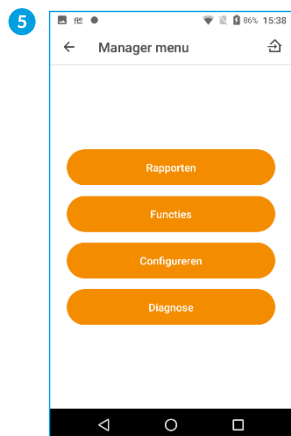 5
86% 15:38
Manager menu
Rapporten
Functies
Configureren
Diagnose